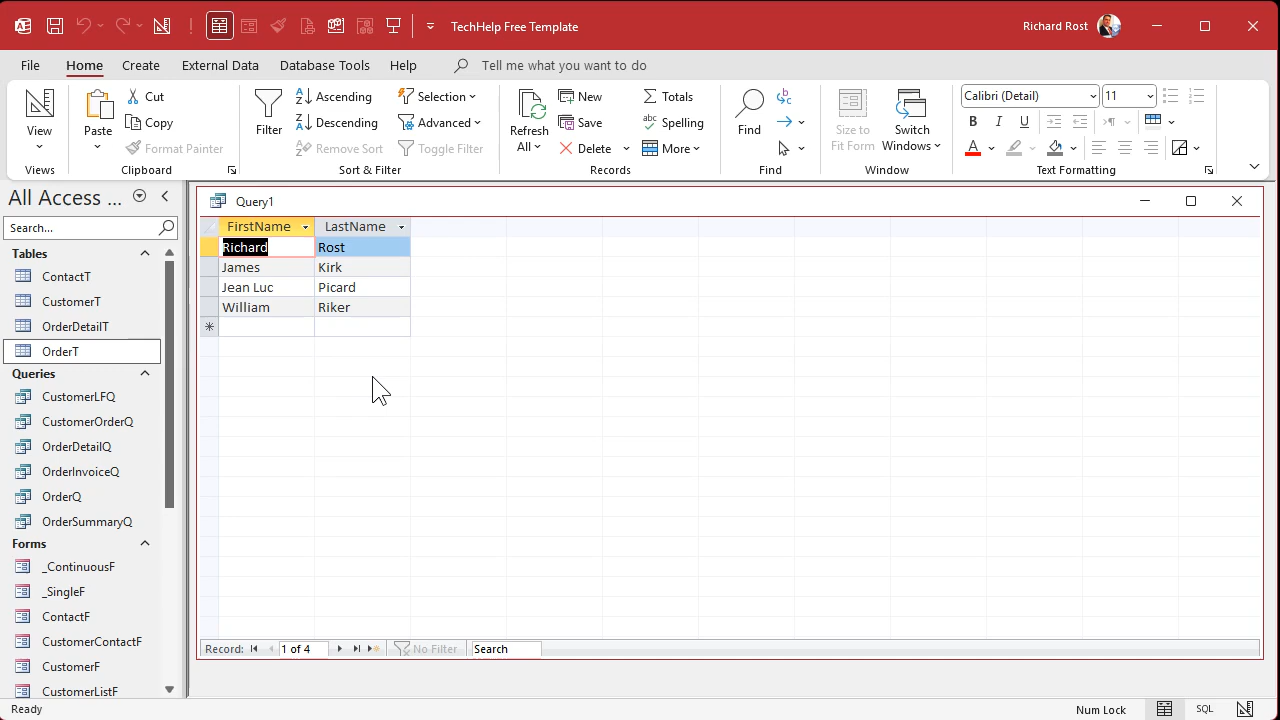 TechHelp Free Template
Richard Rost
File Home Create External Data Database Tools Help Tell me what you want to do
View
Views
Paste
Cut
Copy
Format Painter
Clipboard
Filter
Ascending
Descending
Remove Sort
Selection
Advanced
Toggle Filter
Sort & Filter
Refresh
All
New
Save
Delete
Totals
Spelling
More
Records
Find
Find
Size to
Fit Form
Switch
Windows
Window
Calibri (Detail) 11
B I U
A
Text Formatting
All Access ...
Search...
Tables
ContactT
CustomerT
OrderDetailT
OrderT
Queries
CustomerLFQ
CustomerOrderQ
OrderDetailQ
OrderInvoiceQ
OrderQ
OrderSummaryQ
Forms
_ContinuousF
_SingleF
ContactF
CustomerContactF
CustomerF
CustomerListF
Query1
FirstName LastName
Richard Rost
James Kirk
Jean Luc Picard
William Riker
Record: 1 of 4 No Filter Search
Ready
Num Lock SQL